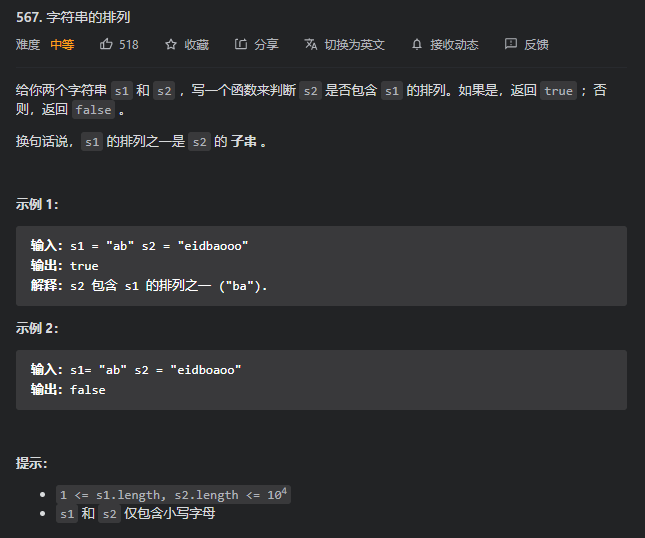 567. 字符串的排列
难度 中等 518 收藏 分享 切换为英文 接收动态 反馈
给你两个字符串 s1 和 s2 ，写一个函数来判断 s2 是否包含 s1 的排列。如果是，返回 true ；否
则，返回 false 。
换句话说，s1 的排列之一是 s2 的 子串 。
示例 1：
输入：s1 = "ab" s2 = "eidbaooo"
输出：true
解释：s2 包含 s1 的排列之一 ("ba").
示例 2：
输入：s1= "ab" s2 = "eidboaoo"
输出：false
提示：
• 1 <= s1.length, s2.length <= 10⁴
• s1 和 s2 仅包含小写字母